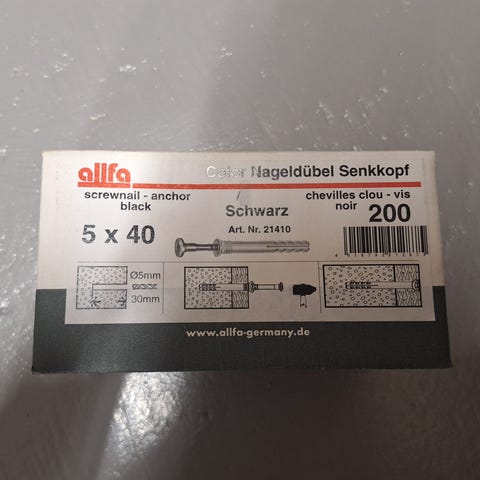 allfa
Color Nageldübel Senkkopf
screwnail - anchor
black
chevilles clou - vis
noir 200
Schwarz
5 x 40
Art. Nr. 21410
Ø5mm
30mm
www.allfa-germany.de